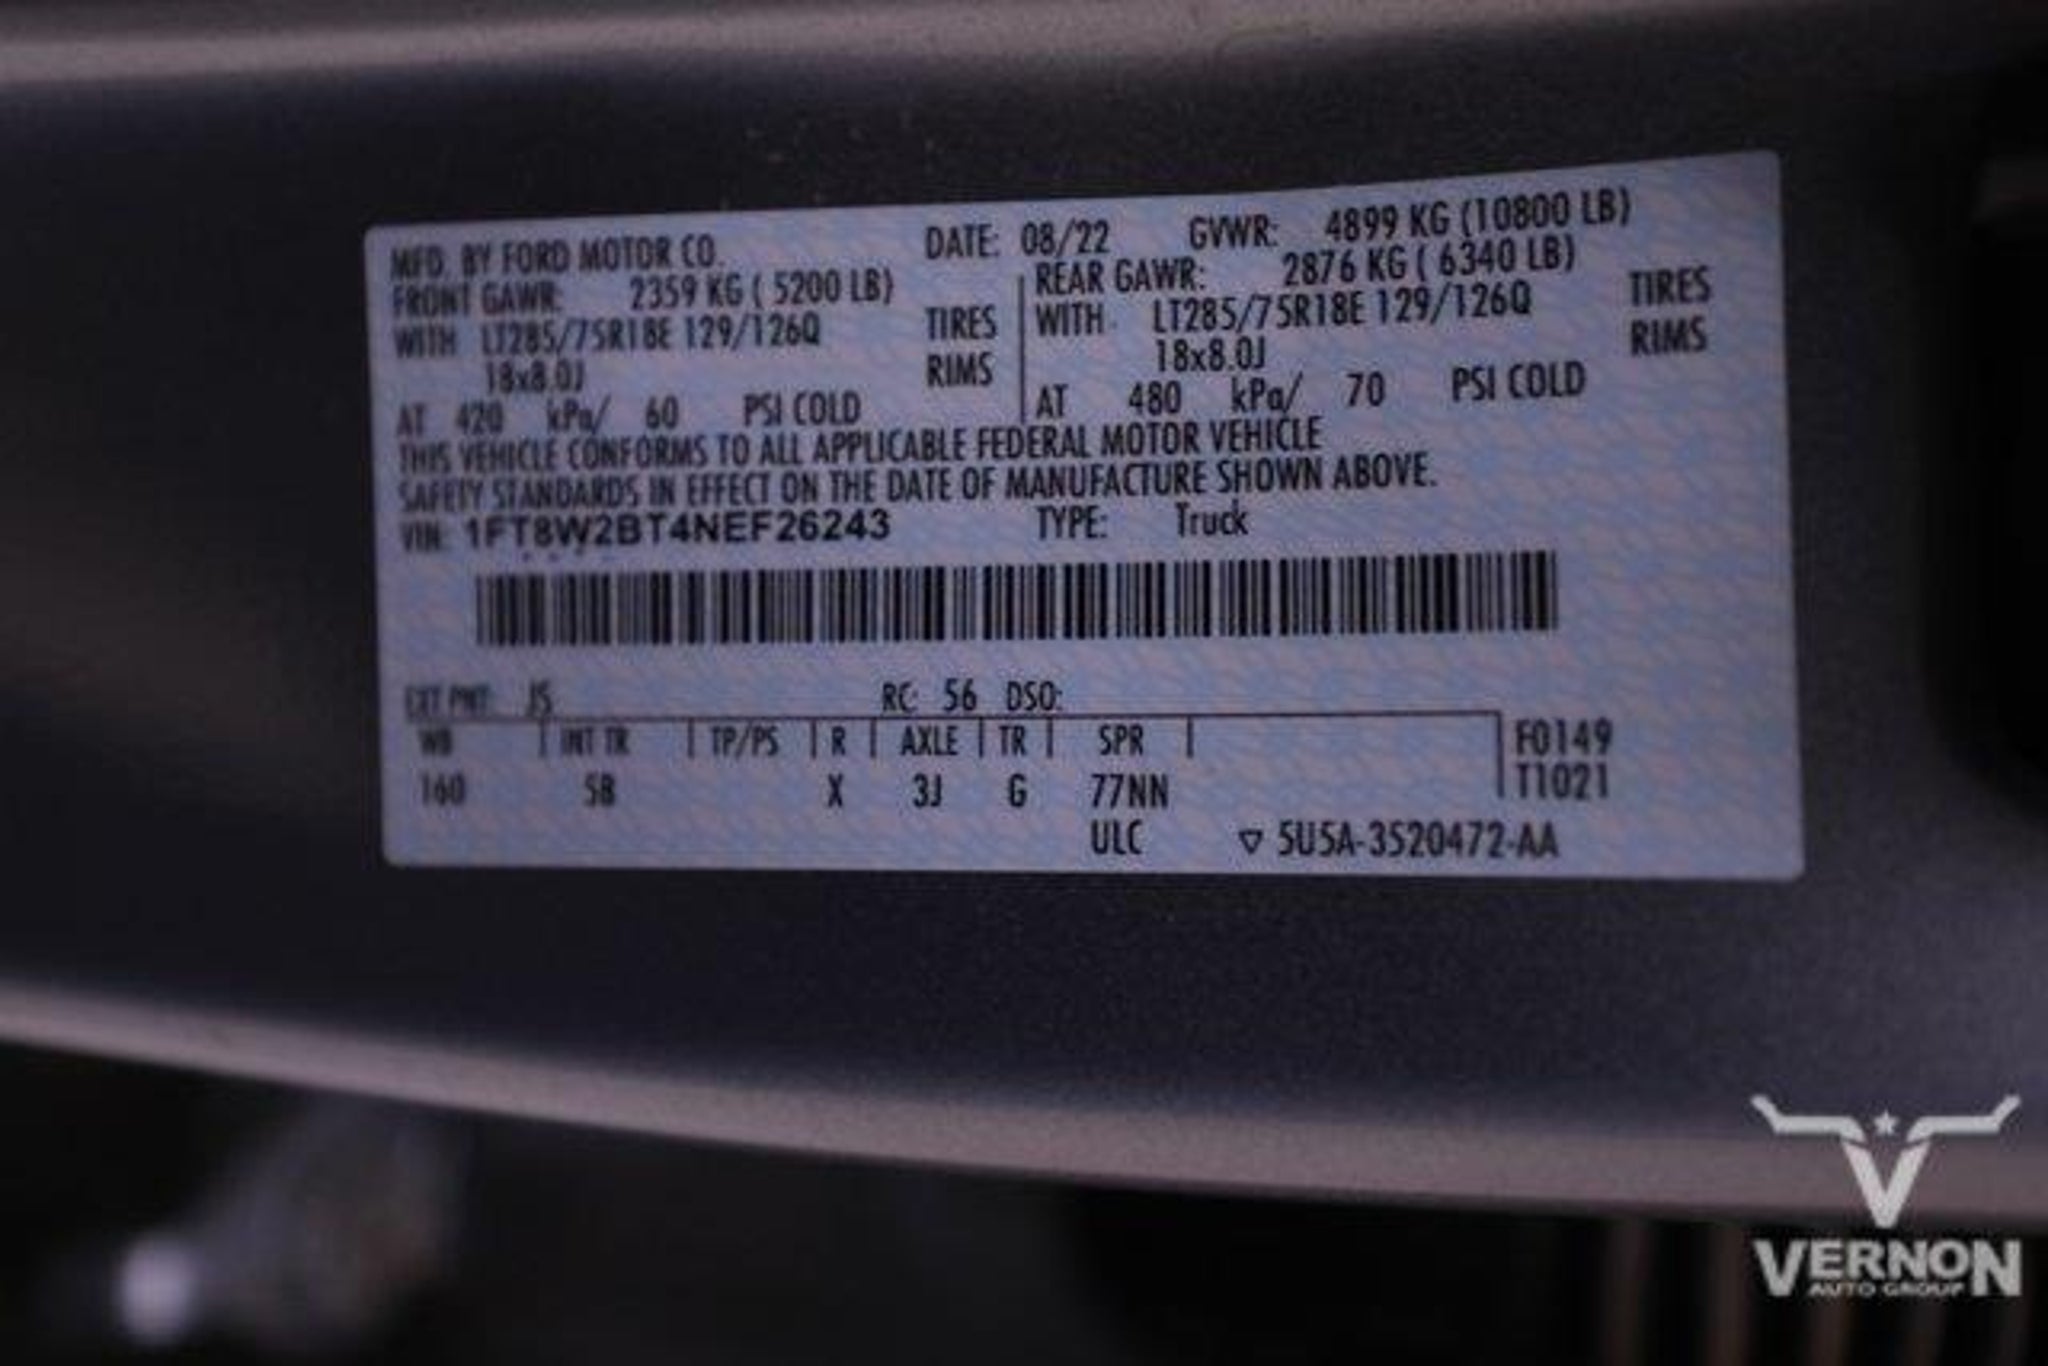 MFD. BY FORD MOTOR CO. DATE: 08/22 GVWR: 4899 KG (10800 LB)
FRONT GAWR: 2359 KG ( 5200 LB) REAR GAWR: 2876 KG ( 6340 LB)
WITH LT285/75R18E 129/126Q TIRES WITH LT285/75R18E 129/126Q TIRES
18x8.0J RIMS 18x8.0J RIMS
AT 420 kPa/ 60 PSI COLD AT 480 kPa/ 70 PSI COLD
THIS VEHICLE CONFORMS TO ALL APPLICABLE FEDERAL MOTOR VEHICLE
SAFETY STANDARDS IN EFFECT ON THE DATE OF MANUFACTURE SHOWN ABOVE.
VIN: 1FT8W2BT4NEF26243 TYPE: Truck
EXT PNT: JS RC: 56 DSO:
WB INT TR TP/PS R AXLE TR SPR F0149
160 SB X 3J G 77NN T1021
ULC ▽ 5U5A-3520472-AA
VERNON
AUTO GROUP